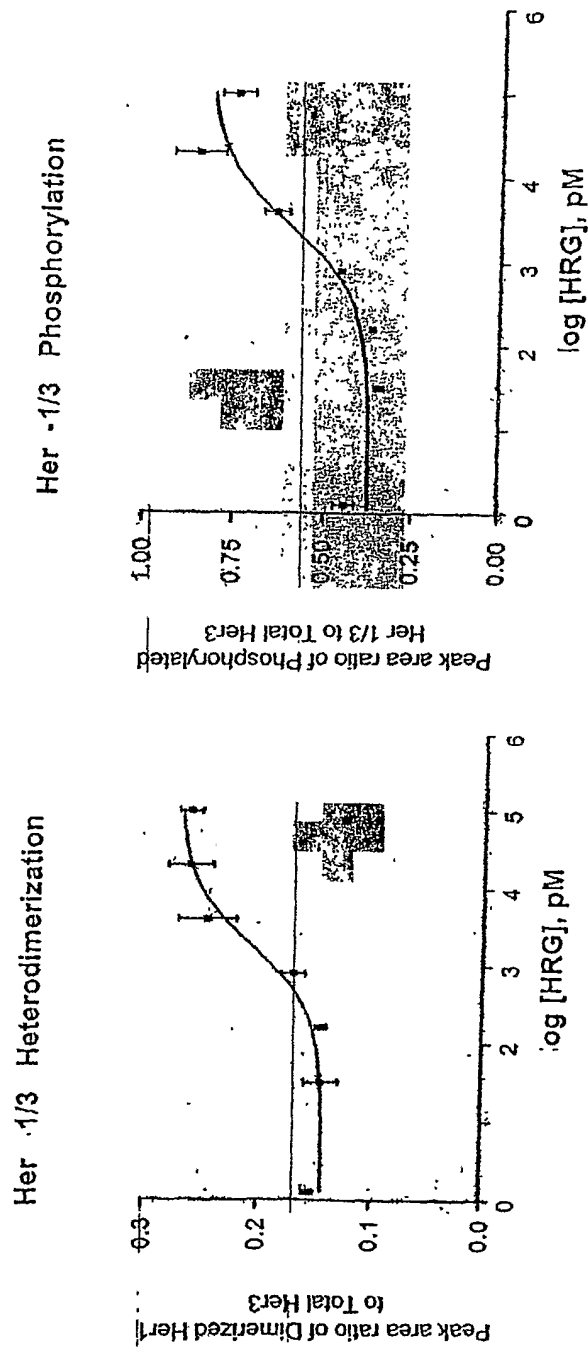 Her -1/3 Heterodimerization
Peak area ratio of Dimerized Her1
to Total Her3
0.3
0.2
0.1
0.0
0
2
3
4
5
6
log [HRG], pM
Her -1/3 Phosphorylation
Peak area ratio of Phosphorylated
Her 1/3 to Total Her3
1.00
0.75
0.50
0.25
0.00
0
2
3
4
6
log [HRG], pM